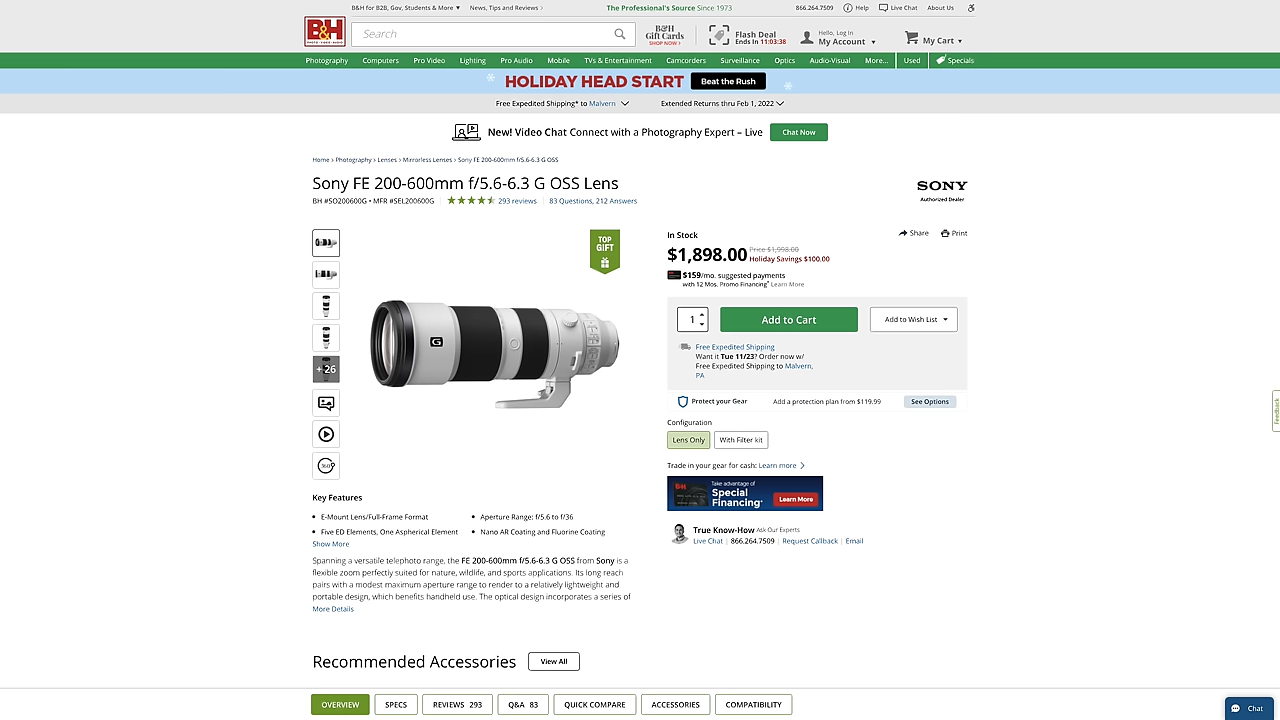 B&H for B2B, Gov, Students & More ▼ News, Tips and Reviews ›
The Professional's Source Since 1973
866.264.7509 Help Live Chat About Us
B&H
PHOTO · VIDEO · AUDIO
Search
B&H
Gift Cards
SHOP NOW ›
Flash Deal
Ends In 11:03:38
Hello, Log In
My Account ▼
My Cart ▼
Photography Computers Pro Video Lighting Pro Audio Mobile TVs & Entertainment Camcorders Surveillance Optics Audio-Visual More... Used Specials
HOLIDAY HEAD START Beat the Rush
Free Expedited Shipping* to Malvern Extended Returns thru Feb 1, 2022
New! Video Chat Connect with a Photography Expert – Live Chat Now
Home › Photography › Lenses › Mirrorless Lenses › Sony FE 200-600mm f/5.6-6.3 G OSS
Sony FE 200-600mm f/5.6-6.3 G OSS Lens
BH #SO200600G • MFR #SEL200600G 293 reviews 83 Questions, 212 Answers
SONY
Authorized Dealer
TOP
GIFT
G
+ 26
360
In Stock
Share Print
$1,898.00 Price $1,998.00
Holiday Savings $100.00
$159/mo. suggested payments
with 12 Mos. Promo Financing* Learn More
1 Add to Cart Add to Wish List
Free Expedited Shipping
Want it Tue 11/23? Order now w/
Free Expedited Shipping to Malvern,
PA
Protect your Gear Add a protection plan from $119.99 See Options
Configuration
Lens Only With Filter kit
Trade in your gear for cash: Learn more
B&H
Take advantage of
Special
Financing* Learn More
True Know-How Ask Our Experts
Live Chat | 866.264.7509 | Request Callback | Email
Key Features
E-Mount Lens/Full-Frame Format
Aperture Range: f/5.6 to f/36
Five ED Elements, One Aspherical Element
Nano AR Coating and Fluorine Coating
Show More
Spanning a versatile telephoto range, the FE 200-600mm f/5.6-6.3 G OSS from Sony is a
flexible zoom perfectly suited for nature, wildlife, and sports applications. Its long reach
pairs with a modest maximum aperture range to render to a relatively lightweight and
portable design, which benefits handheld use. The optical design incorporates a series of
More Details
Recommended Accessories View All
OVERVIEW SPECS REVIEWS 293 Q&A 83 QUICK COMPARE ACCESSORIES COMPATIBILITY
Feedback
Chat